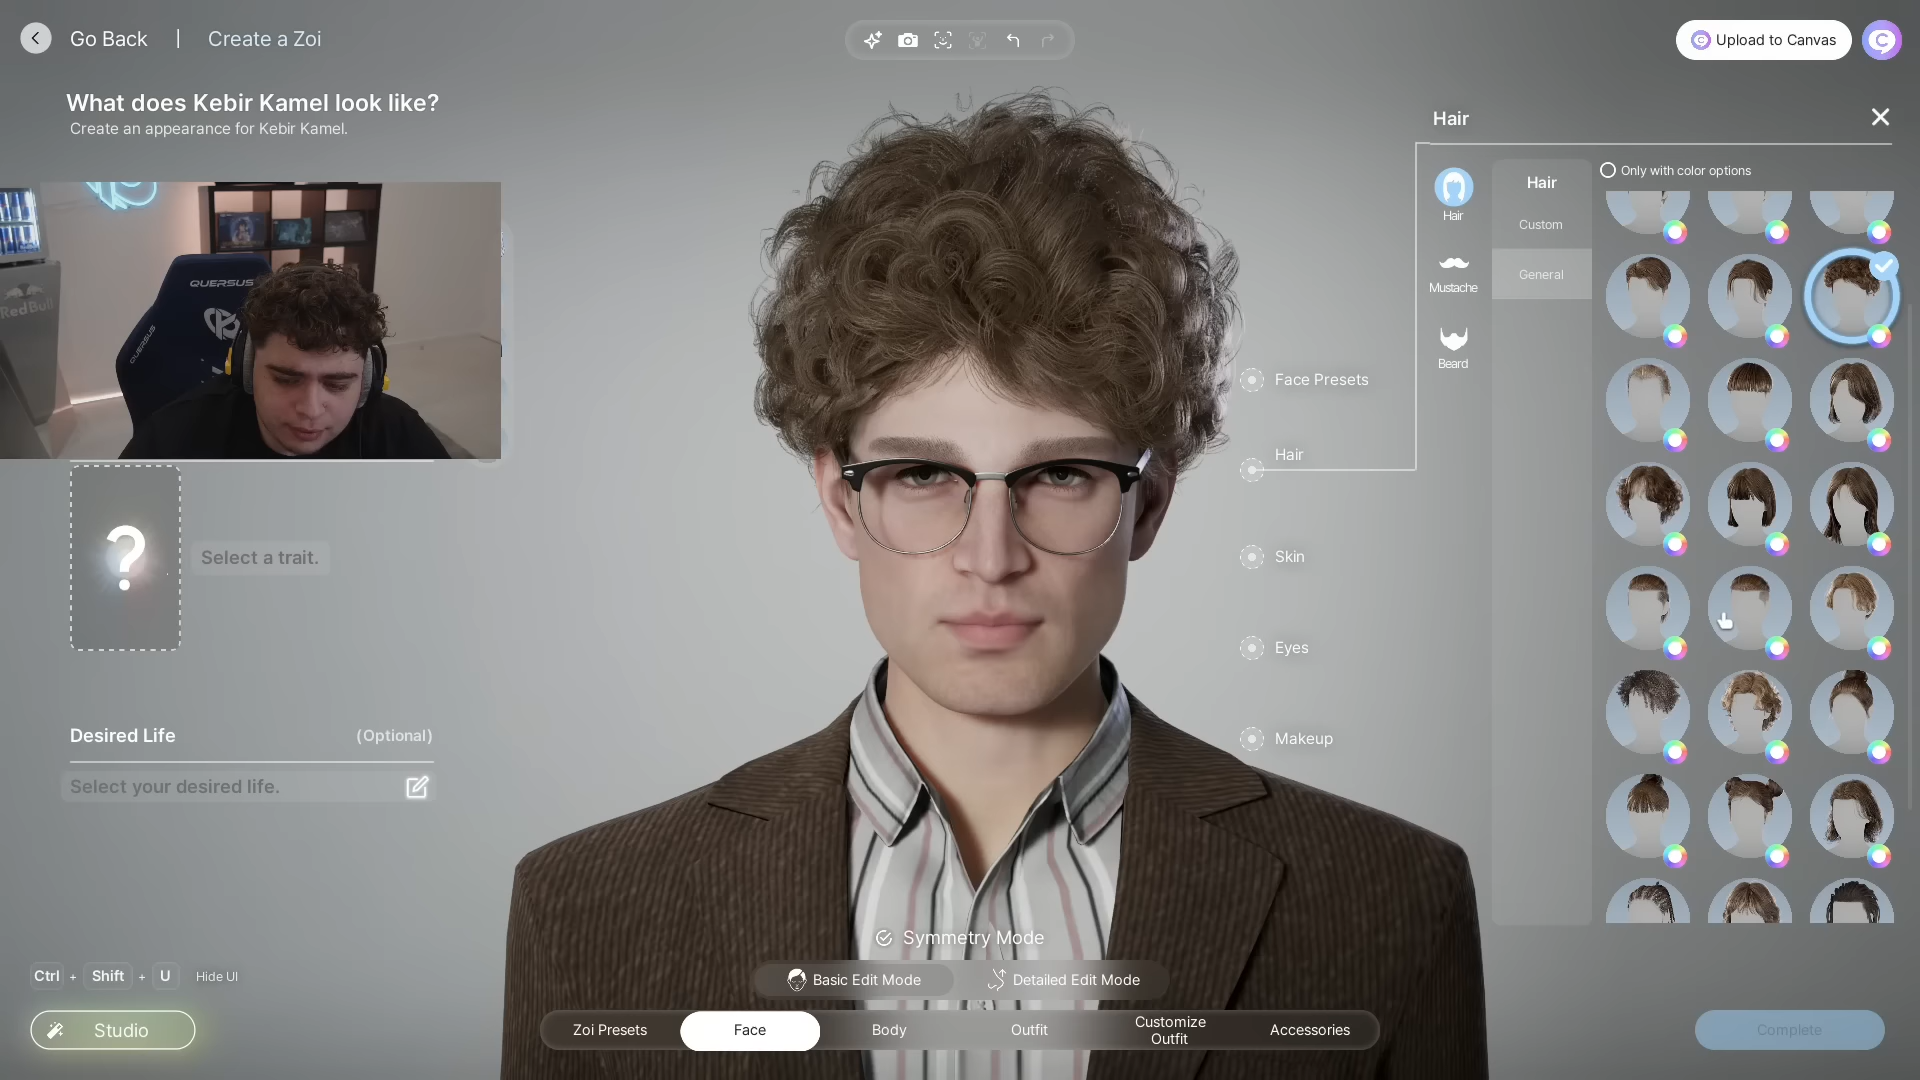 Go Back | Create a Zoi
Upload to Canvas
What does Kebir Kamel look like?
Create an appearance for Kebir Kamel.
QUERSUS
QUERSUS
RedBull
Select a trait.
Desired Life (Optional)
Select your desired life.
Ctrl + Shift + U Hide UI
Studio
Face Presets
Hair
Skin
Eyes
Makeup
Hair
Hair
Mustache
Beard
Hair
Custom
General
Only with color options
Symmetry Mode
Basic Edit Mode Detailed Edit Mode
Zoi Presets Face Body Outfit Customize Outfit Accessories
Complete